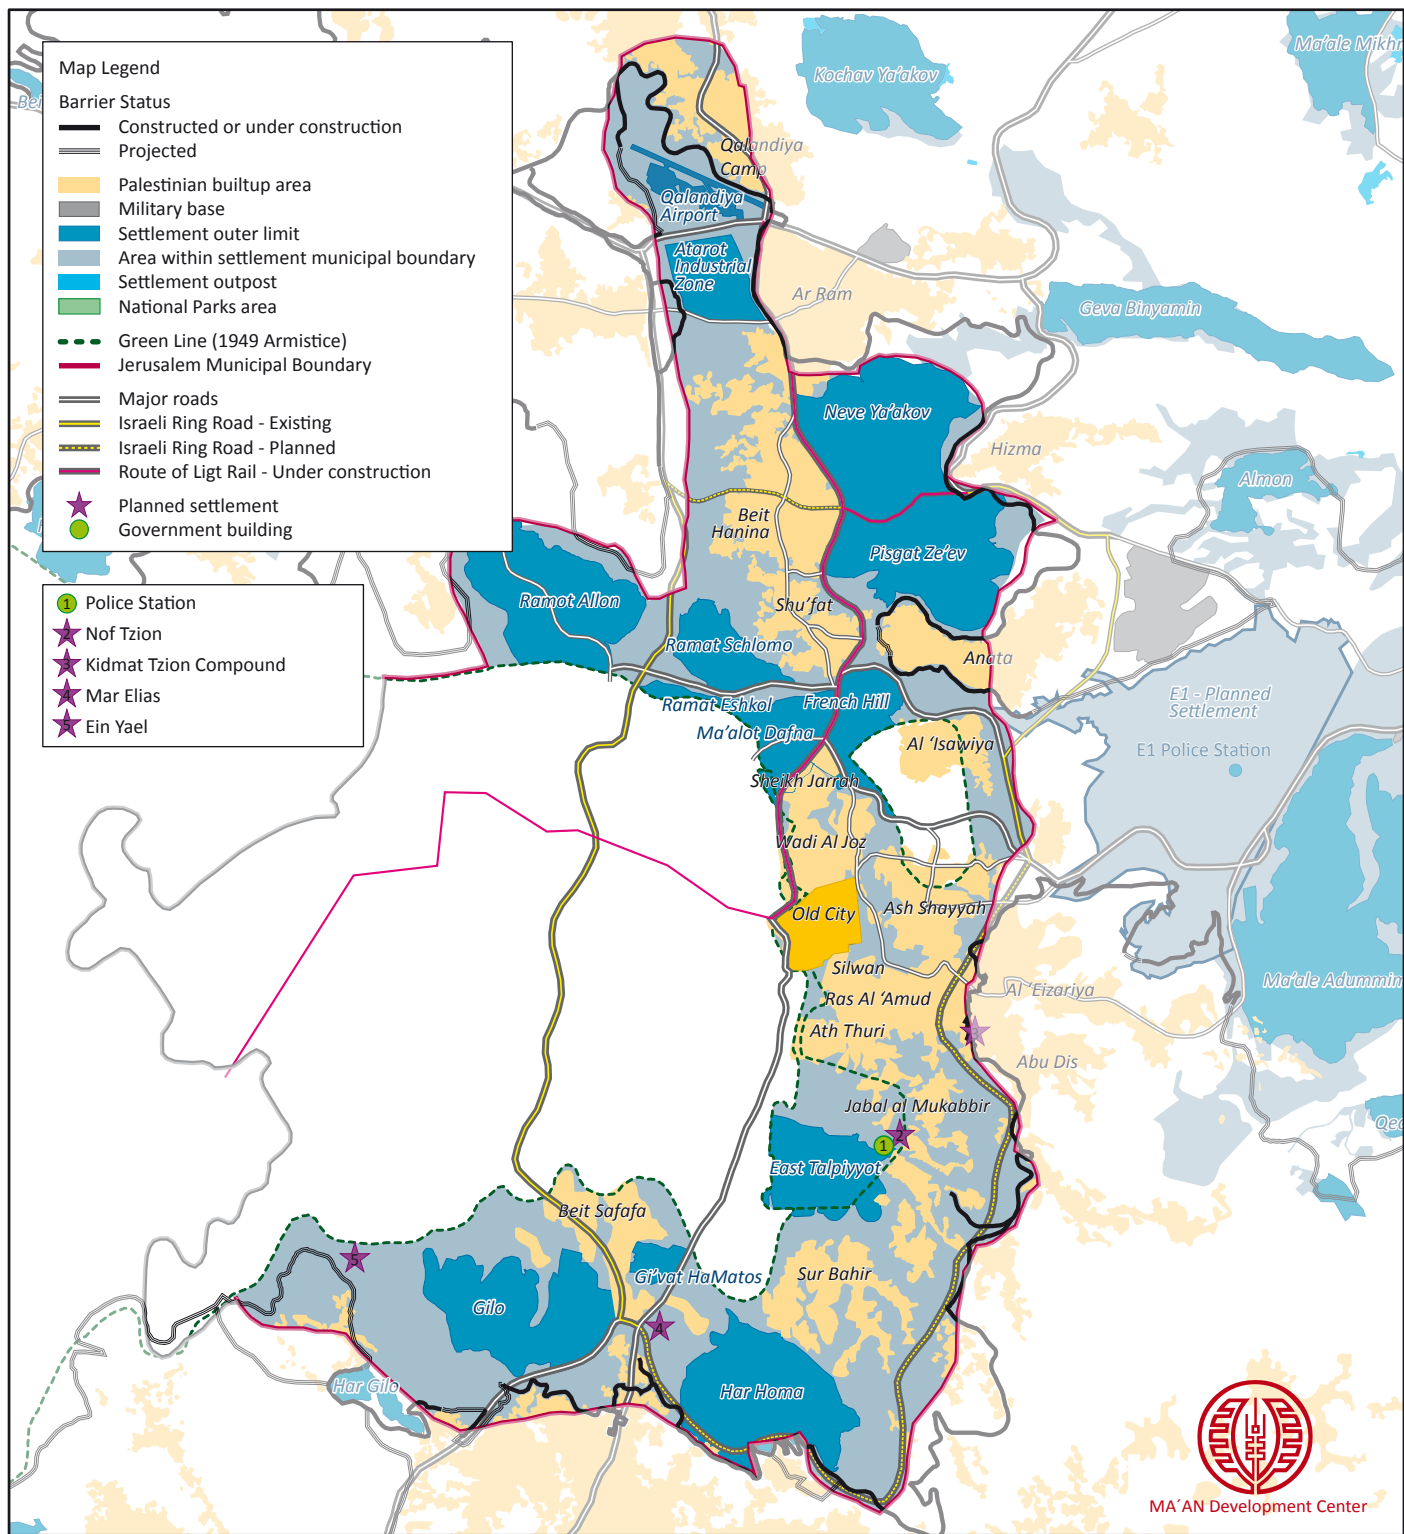 Map Legend
Barrier Status
Constructed or under construction
Projected
Palestinian builtup area
Military base
Settlement outer limit
Area within settlement municipal boundary
Settlement outpost
National Parks area
Green Line (1949 Armistice)
Jerusalem Municipal Boundary
Major roads
Israeli Ring Road - Existing
Israeli Ring Road - Planned
Route of Ligt Rail - Under construction
Planned settlement
Government building
1 Police Station
2 Nof Tzion
3 Kidmat Tzion Compound
4 Mar Elias
5 Ein Yael
Kochav Ya'akov
Ma'ale Mikhr
Bei
Qalandiya
Camp
Qalandiya
Airport
Atarot
Industrial
Zone
Ar Ram
Geva Binyamin
Neve Ya'akov
Hizma
Almon
Beit
Hanina
Pisgat Ze'ev
Ramot Allon
Shu'fat
Ramat Schlomo
Anata
E1 - Planned
Settlement
Ramat Eshkol
French Hill
Ma'alot Dafna
Al 'Isawiya
E1 Police Station
Sheikh Jarrah
Wadi Al Joz
Old City
Ash Shayyah
Silwan
Ras Al 'Amud
Al 'Eizariya
Ma'ale Adummim
Ath Thuri
3
Abu Dis
Jabal al Mukabbir
2
1
Qed
East Talpiyyot
Beit Safafa
5
Gi'vat HaMatos
Sur Bahir
Gilo
4
Har Gilo
Har Homa
MA´AN Development Center